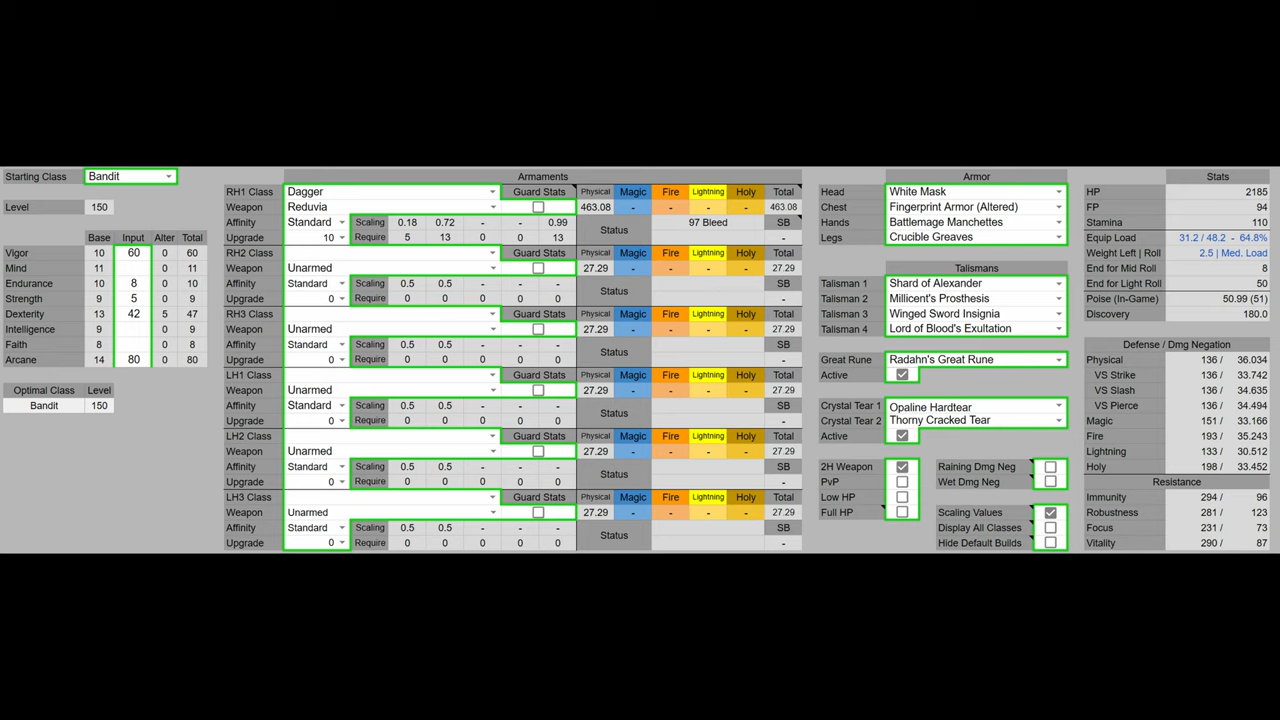 Starting Class Bandit
Level 150
Base Input Alter Total
Vigor 10 60 0 60
Mind 11 0 11
Endurance 10 8 0 10
Strength 9 5 0 9
Dexterity 13 42 5 47
Intelligence 9 0 9
Faith 8 0 8
Arcane 14 80 0 80
Optimal Class Level
Bandit 150
Armaments
RH1 Class Dagger Guard Stats Physical Magic Fire Lightning Holy Total
Weapon Reduvia 463.08 - - - - 463.08
Affinity Standard Scaling 0.18 0.72 - - 0.99 Status 97 Bleed SB
Upgrade 10 Require 5 13 0 0 13 -
RH2 Class Guard Stats Physical Magic Fire Lightning Holy Total
Weapon Unarmed 27.29 - - - - 27.29
Affinity Standard Scaling 0.5 0.5 - - - Status SB
Upgrade 0 Require 0 0 0 0 0 -
RH3 Class Guard Stats Physical Magic Fire Lightning Holy Total
Weapon Unarmed 27.29 - - - - 27.29
Affinity Standard Scaling 0.5 0.5 - - - Status SB
Upgrade 0 Require 0 0 0 0 0 -
LH1 Class Guard Stats Physical Magic Fire Lightning Holy Total
Weapon Unarmed 27.29 - - - - 27.29
Affinity Standard Scaling 0.5 0.5 - - - Status SB
Upgrade 0 Require 0 0 0 0 0 -
LH2 Class Guard Stats Physical Magic Fire Lightning Holy Total
Weapon Unarmed 27.29 - - - - 27.29
Affinity Standard Scaling 0.5 0.5 - - - Status SB
Upgrade 0 Require 0 0 0 0 0 -
LH3 Class Guard Stats Physical Magic Fire Lightning Holy Total
Weapon Unarmed 27.29 - - - - 27.29
Affinity Standard Scaling 0.5 0.5 - - - Status SB
Upgrade 0 Require 0 0 0 0 0 -
Armor
Head White Mask
Chest Fingerprint Armor (Altered)
Hands Battlemage Manchettes
Legs Crucible Greaves
Talismans
Talisman 1 Shard of Alexander
Talisman 2 Millicent's Prosthesis
Talisman 3 Winged Sword Insignia
Talisman 4 Lord of Blood's Exultation
Great Rune Radahn's Great Rune
Active
Crystal Tear 1 Opaline Hardtear
Crystal Tear 2 Thorny Cracked Tear
Active
2H Weapon Raining Dmg Neg
PvP Wet Dmg Neg
Low HP
Full HP Scaling Values
Display All Classes
Hide Default Builds
Stats
HP 2185
FP 94
Stamina 110
Equip Load 31.2 / 48.2 - 64.8%
Weight Left | Roll 2.5 | Med. Load
End for Mid Roll 8
End for Light Roll 50
Poise (In-Game) 50.99 (51)
Discovery 180.0
Defense / Dmg Negation
Physical 136 / 36.034
VS Strike 136 / 33.742
VS Slash 136 / 34.635
VS Pierce 136 / 34.494
Magic 151 / 33.166
Fire 193 / 35.243
Lightning 133 / 30.512
Holy 198 / 33.452
Resistance
Immunity 294 / 96
Robustness 281 / 123
Focus 231 / 73
Vitality 290 / 87